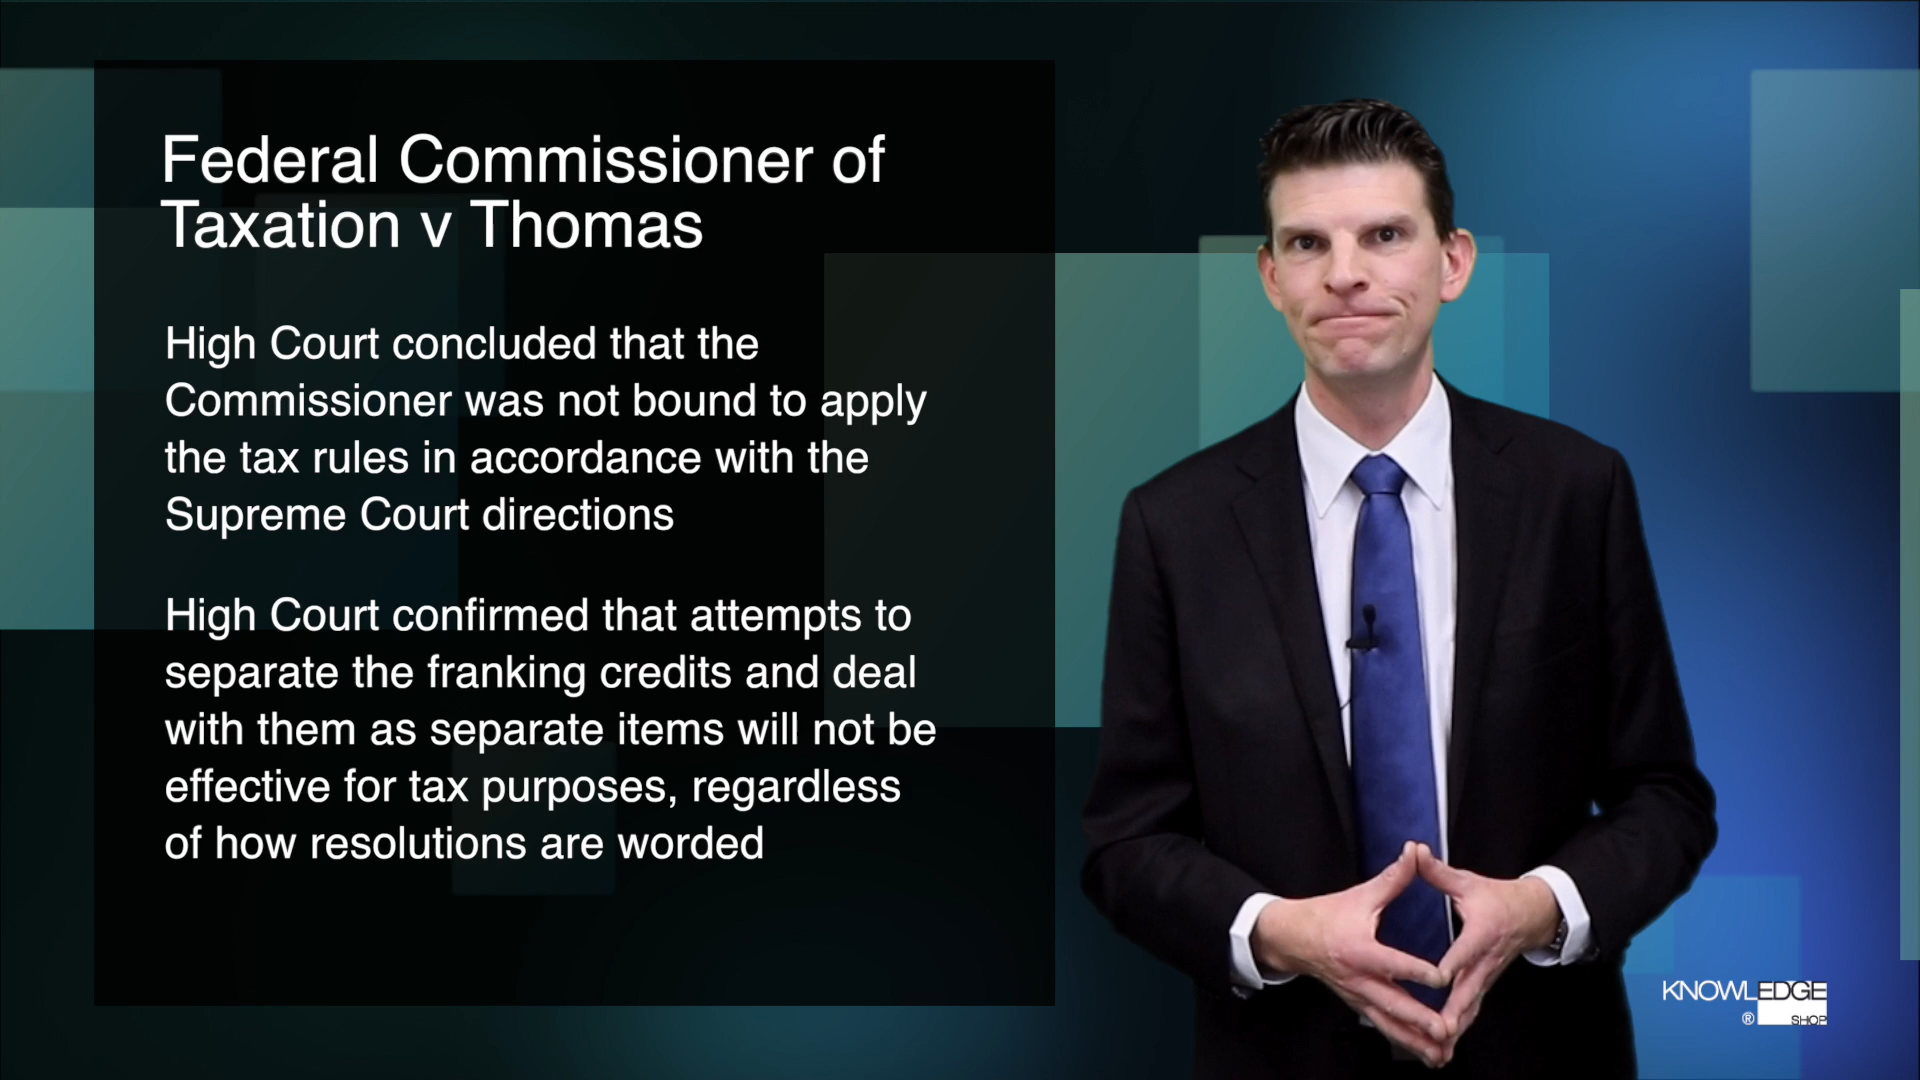 Federal Commissioner of
Taxation v Thomas
High Court concluded that the
Commissioner was not bound to apply
the tax rules in accordance with the
Supreme Court directions
High Court confirmed that attempts to
separate the franking credits and deal
with them as separate items will not be
effective for tax purposes, regardless
of how resolutions are worded
KNOWLEDGE
® SHOP